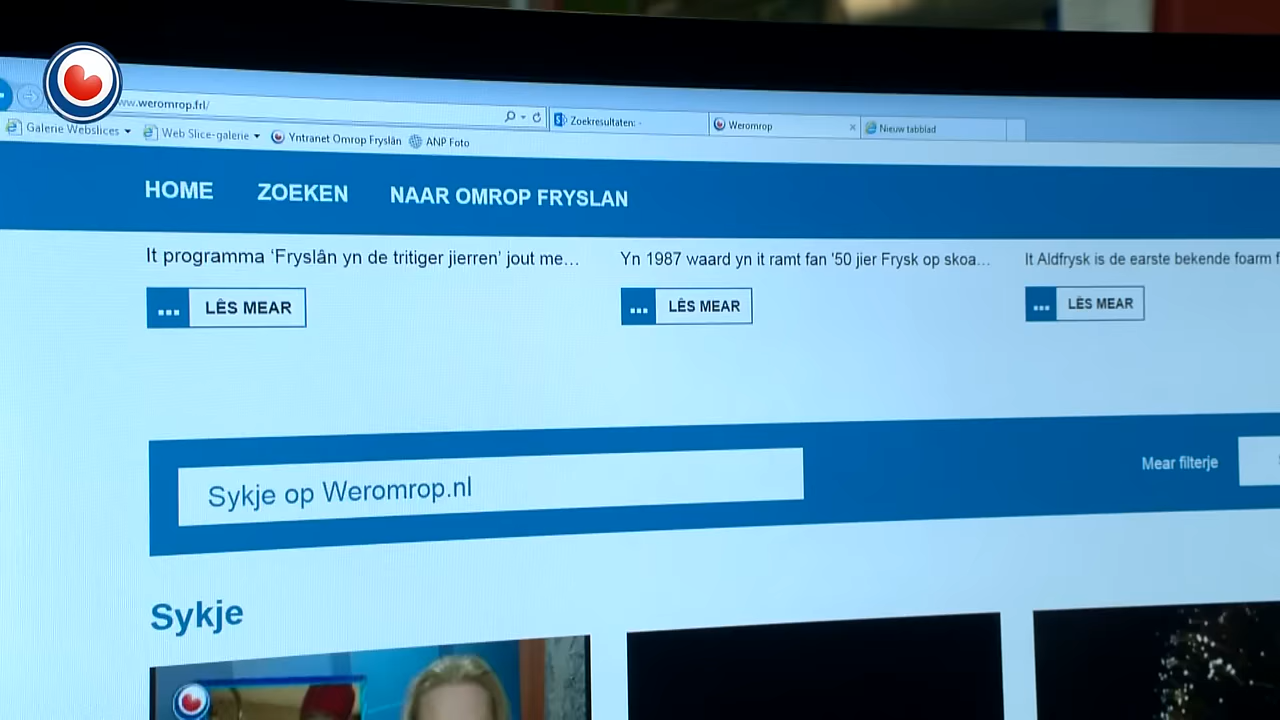 www.weromrop.frl/
Zoekresultaten: -
Weromrop
Nieuw tabblad
Galerie Webslices
Web Slice-galerie
Yntranet Omrop Fryslân
ANP Foto
HOME
ZOEKEN
NAAR OMROP FRYSLAN
It programma ‘Fryslân yn de tritiger jierren’ jout me...
Yn 1987 waard yn it ramt fan '50 jier Frysk op skoa...
It Aldfrysk is de earste bekende foarm f
... LÊS MEAR
... LÊS MEAR
... LÊS MEAR
Sykje op Weromrop.nl
Mear filterje
Sykje